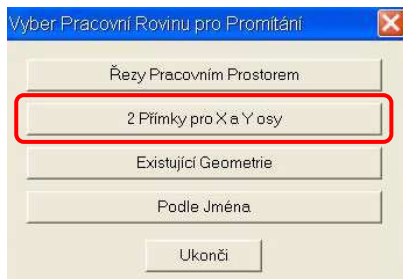 Vyber Pracovní Rovinu pro Promítání
Řezy Pracovním Prostorem
2 Přímky pro X a Y osy
Existující Geometrie
Podle Jména
Ukonči